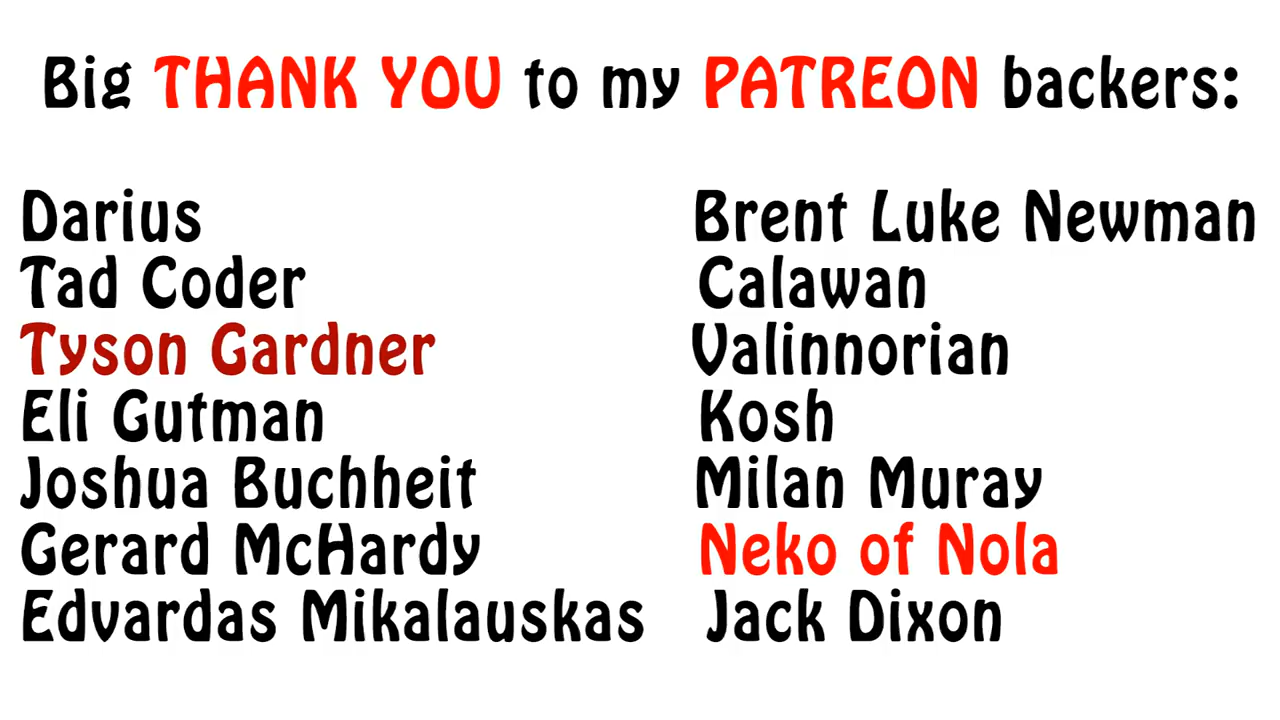 Big THANK YOU to my PATREON backers:
Darius
Tad Coder
Tyson Gardner
Eli Gutman
Joshua Buchheit
Gerard McHardy
Edvardas Mikalauskas
Brent Luke Newman
Calawan
Valinnorian
Kosh
Milan Muray
Neko of Nola
Jack Dixon